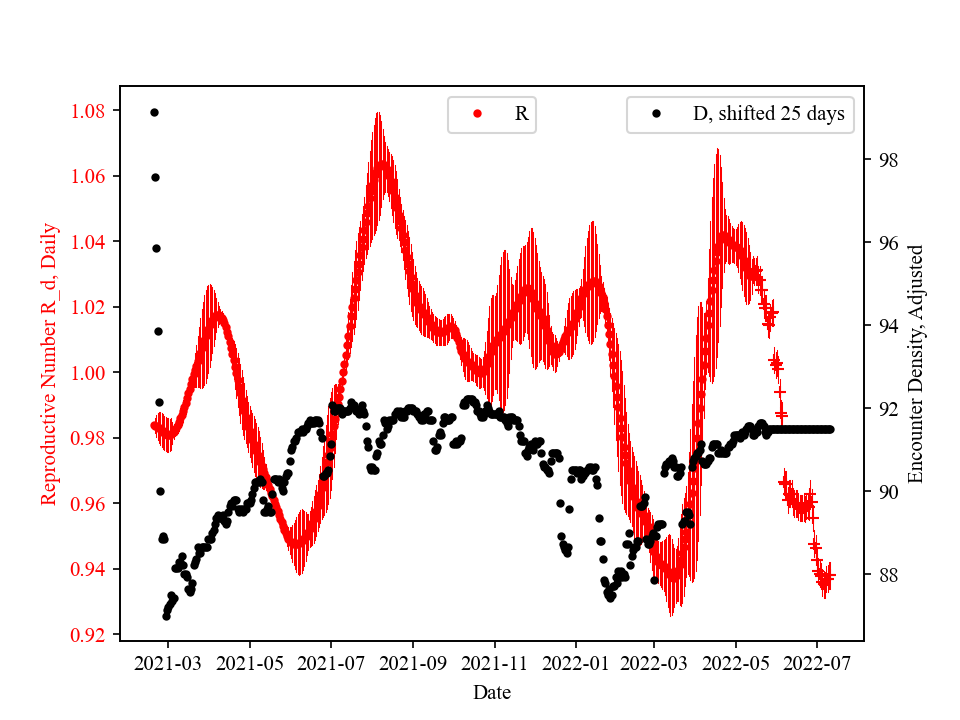 R
D, shifted 25 days
1.08
1.06
1.04
1.02
1.00
0.98
0.96
0.94
0.92
Reproductive Number R_d, Daily
98
96
94
92
90
88
Encounter Density, Adjusted
2021-03 2021-05 2021-07 2021-09 2021-11 2022-01 2022-03 2022-05 2022-07
Date